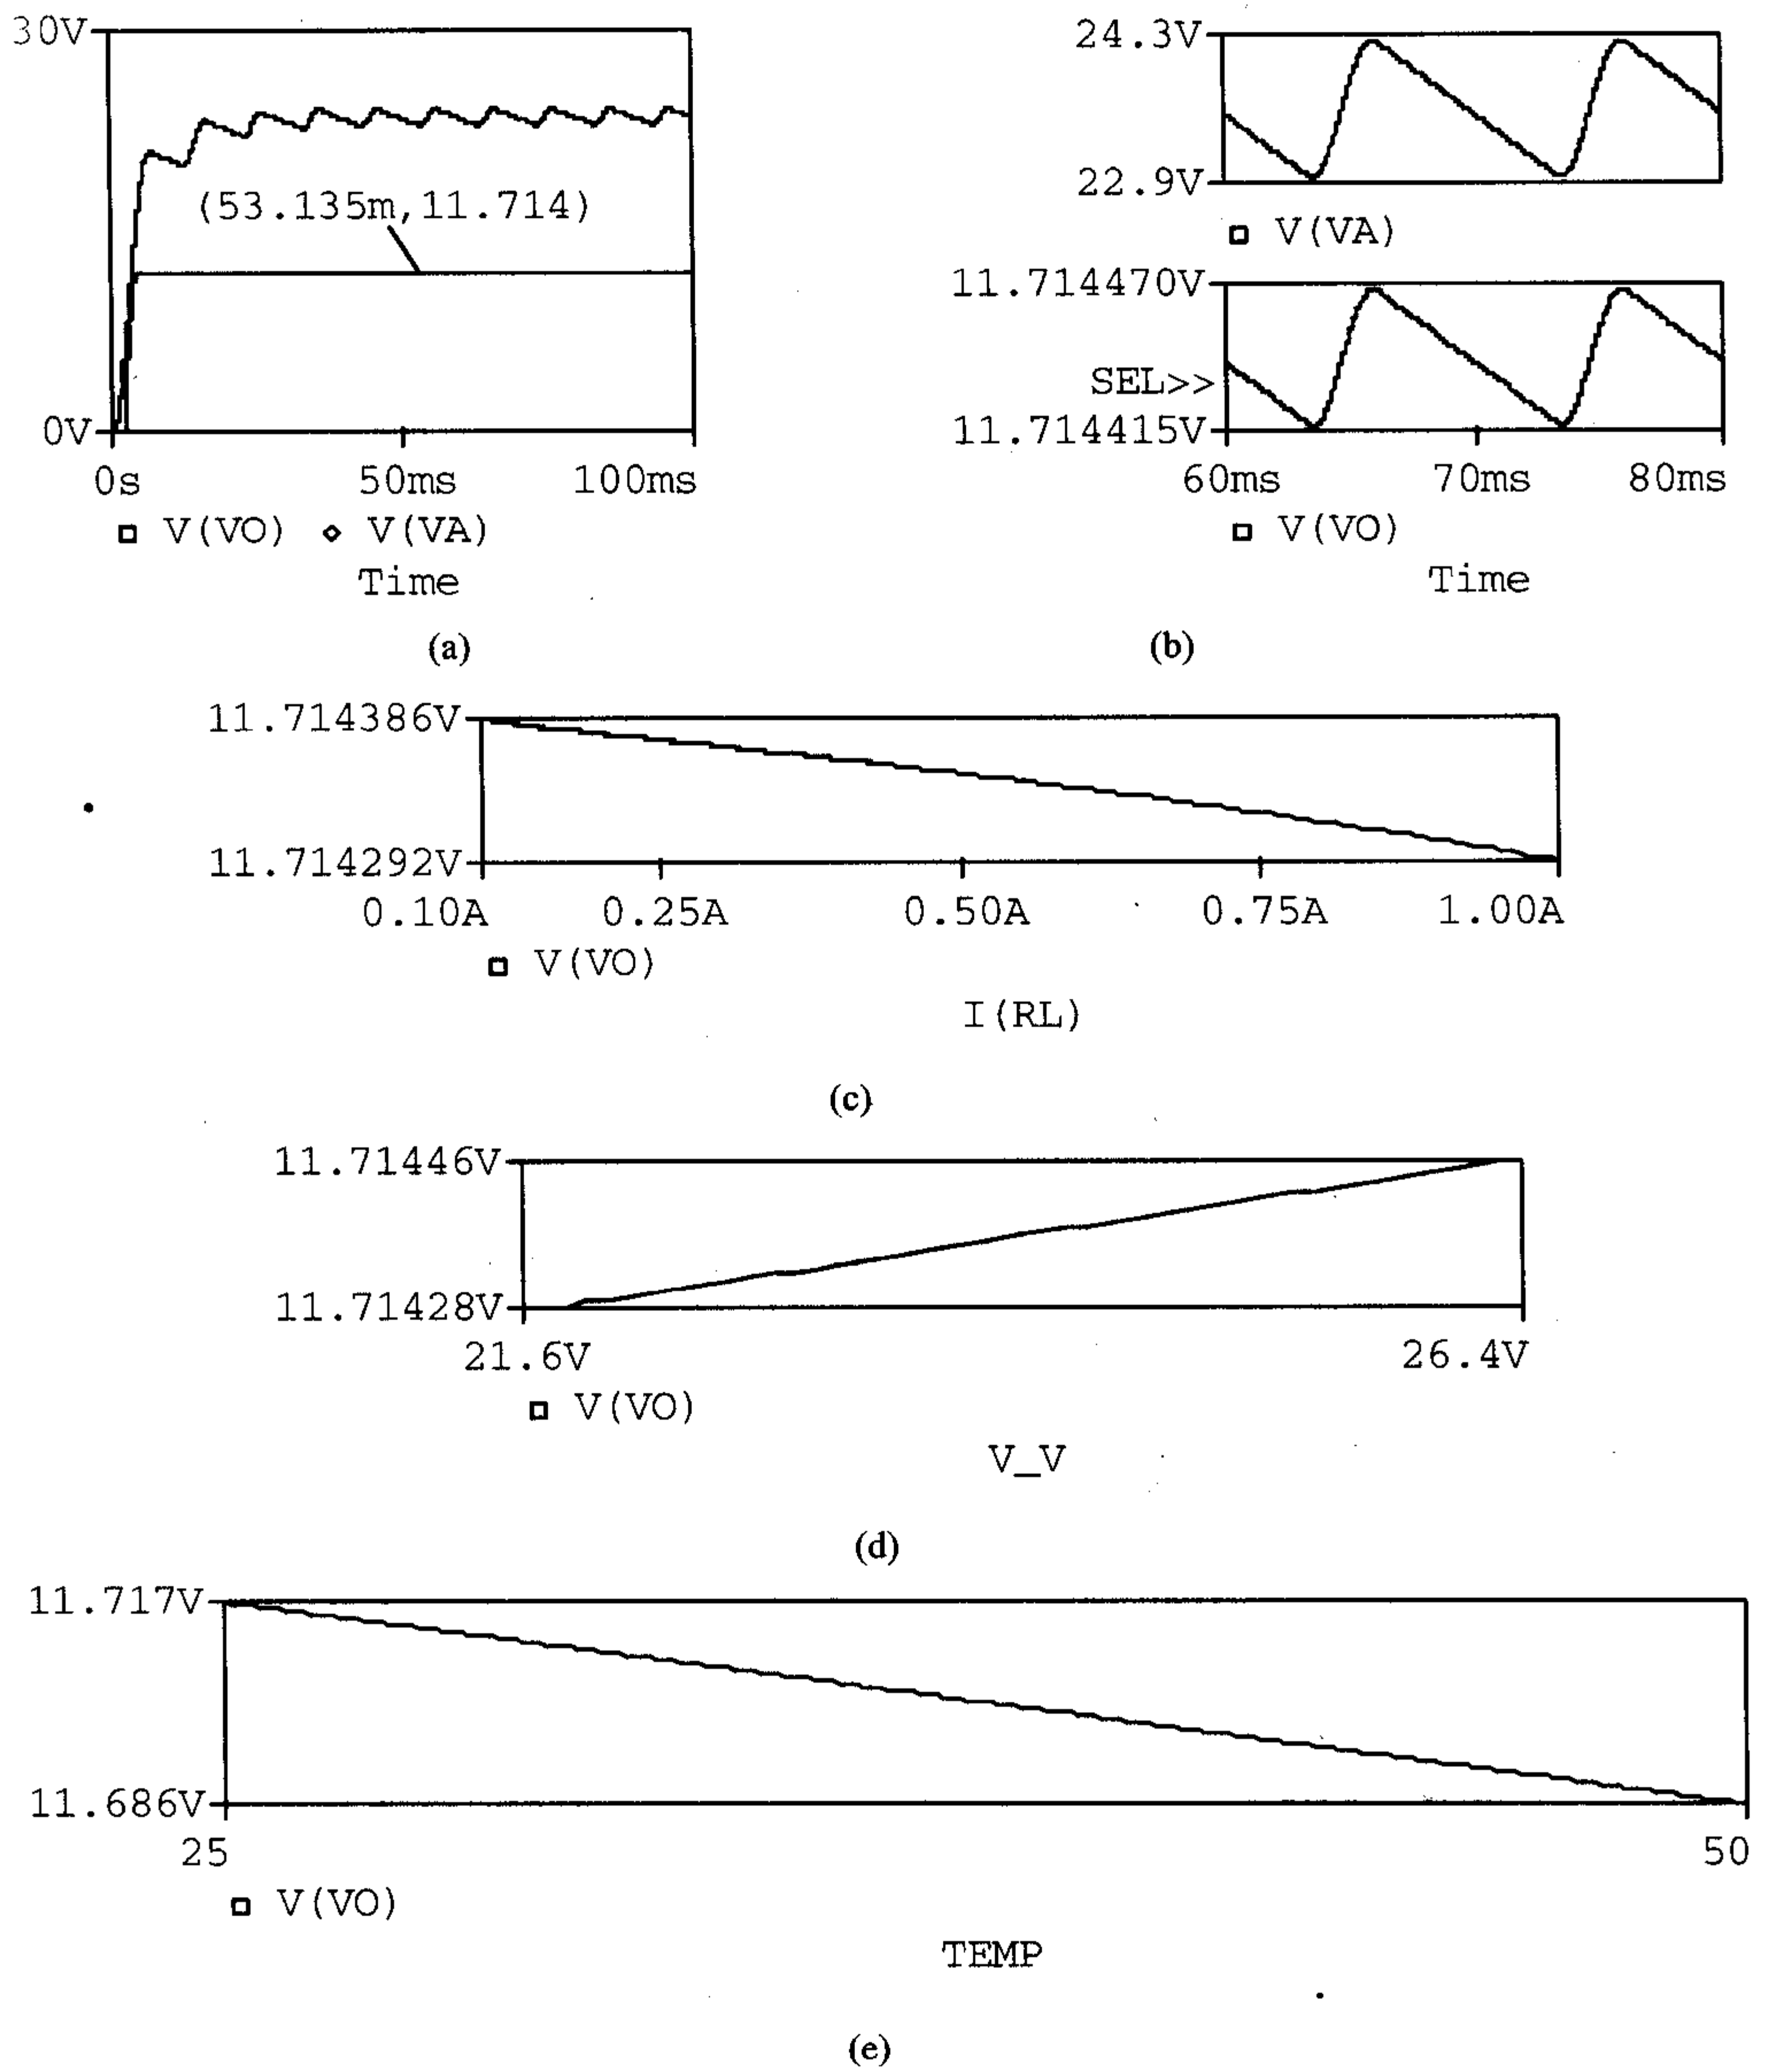 30V
(53.135m,11.714)
0V
0s 50ms 100ms
V(VO) V(VA)
Time
(a)
24.3V
22.9V
V(VA)
11.714470V
SEL>>
11.714415V
60ms 70ms 80ms
V(VO)
Time
(b)
11.714386V
11.714292V
0.10A 0.25A 0.50A 0.75A 1.00A
V(VO)
I(RL)
(c)
11.71446V
11.71428V
21.6V 26.4V
V(VO)
V_V
(d)
11.717V
11.686V
25 50
V(VO)
TEMP
(e)